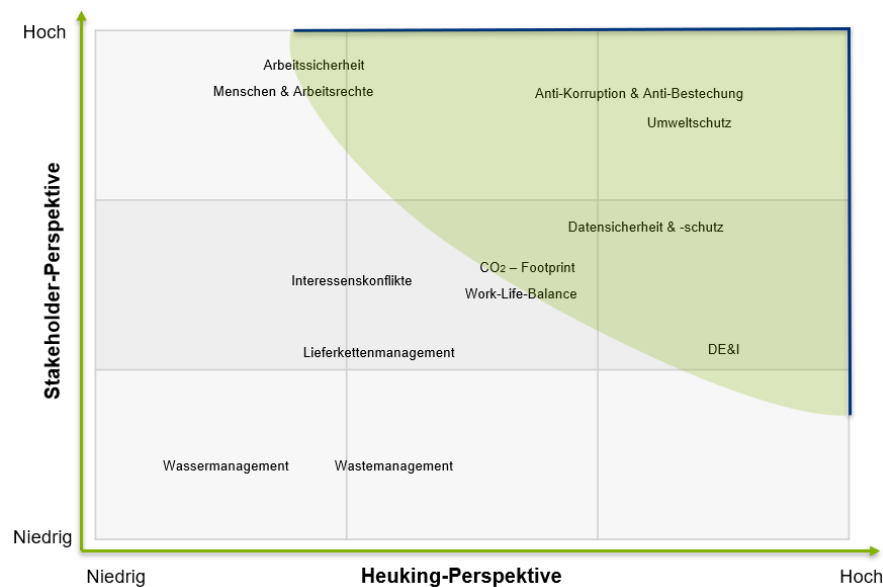 Hoch
Arbeitssicherheit
Menschen & Arbeitsrechte
Anti-Korruption & Anti-Bestechung
Umweltschutz
Stakeholder-Perspektive
Datensicherheit & -schutz
CO₂ – Footprint
Interessenskonflikte
Work-Life-Balance
Lieferkettenmanagement
DE&I
Wassermanagement
Wastemanagement
Niedrig
Niedrig
Heuking-Perspektive
Hoch